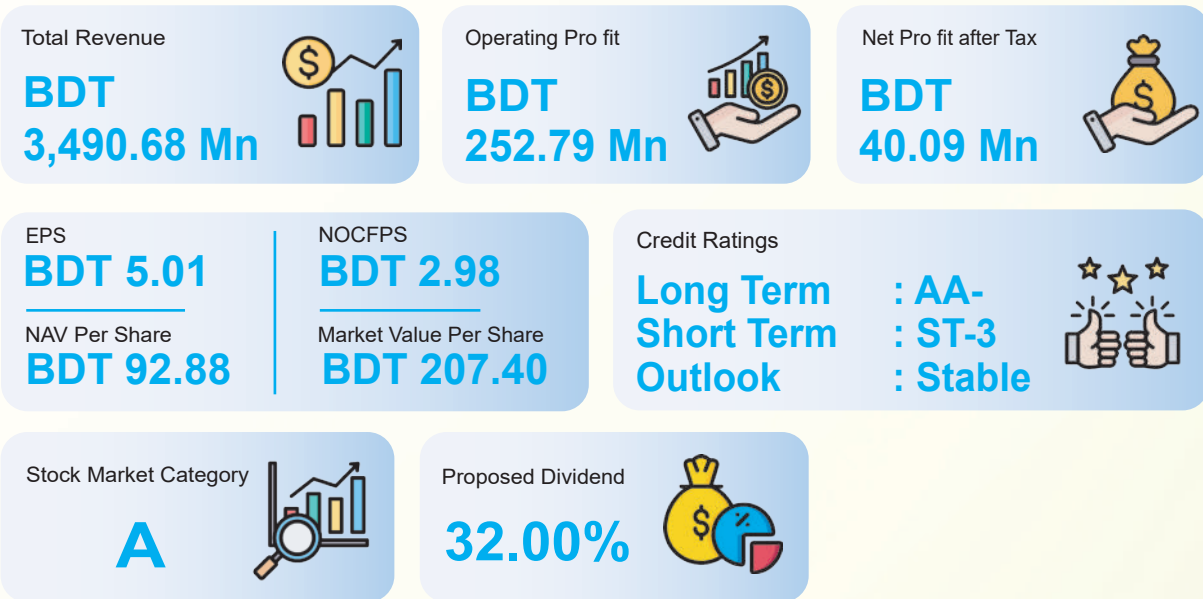 Total Revenue
BDT
3,490.68 Mn
Operating Pro fit
BDT
252.79 Mn
Net Pro fit after Tax
BDT
40.09 Mn
EPS
BDT 5.01
NOCFPS
BDT 2.98
NAV Per Share
BDT 92.88
Market Value Per Share
BDT 207.40
Credit Ratings
Long Term : AA-
Short Term : ST-3
Outlook : Stable
Stock Market Category
A
Proposed Dividend
32.00%